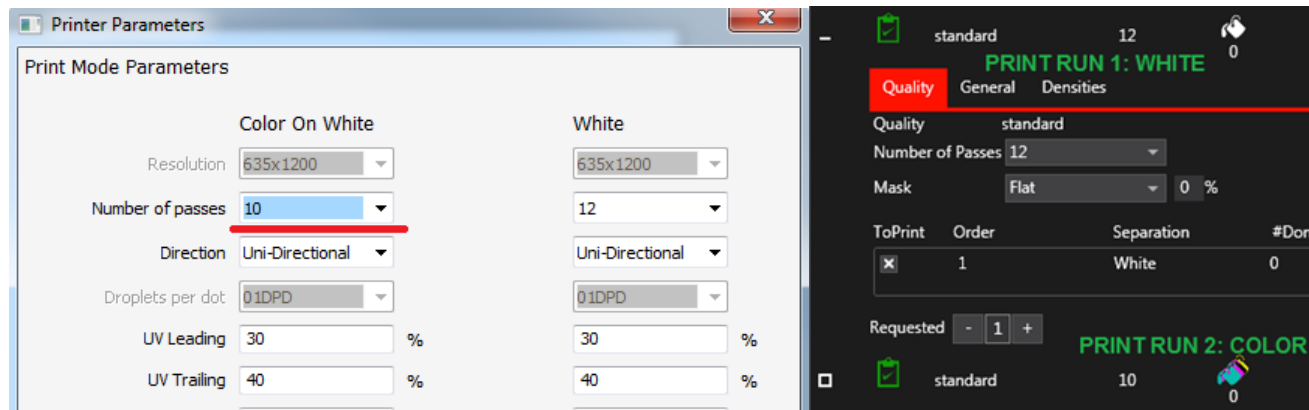 Printer Parameters
X
Print Mode Parameters
Color On White White
Resolution 635x1200 635x1200
Number of passes 10 12
Direction Uni-Directional Uni-Directional
Droplets per dot 01DPD 01DPD
UV Leading 30 % 30 %
UV Trailing 40 % 40 %
standard 12 0
PRINT RUN 1: WHITE
Quality General Densities
Quality standard
Number of Passes 12
Mask Flat 0 %
ToPrint Order Separation #Don
1 White 0
Requested - 1 +
PRINT RUN 2: COLOR
standard 10 0